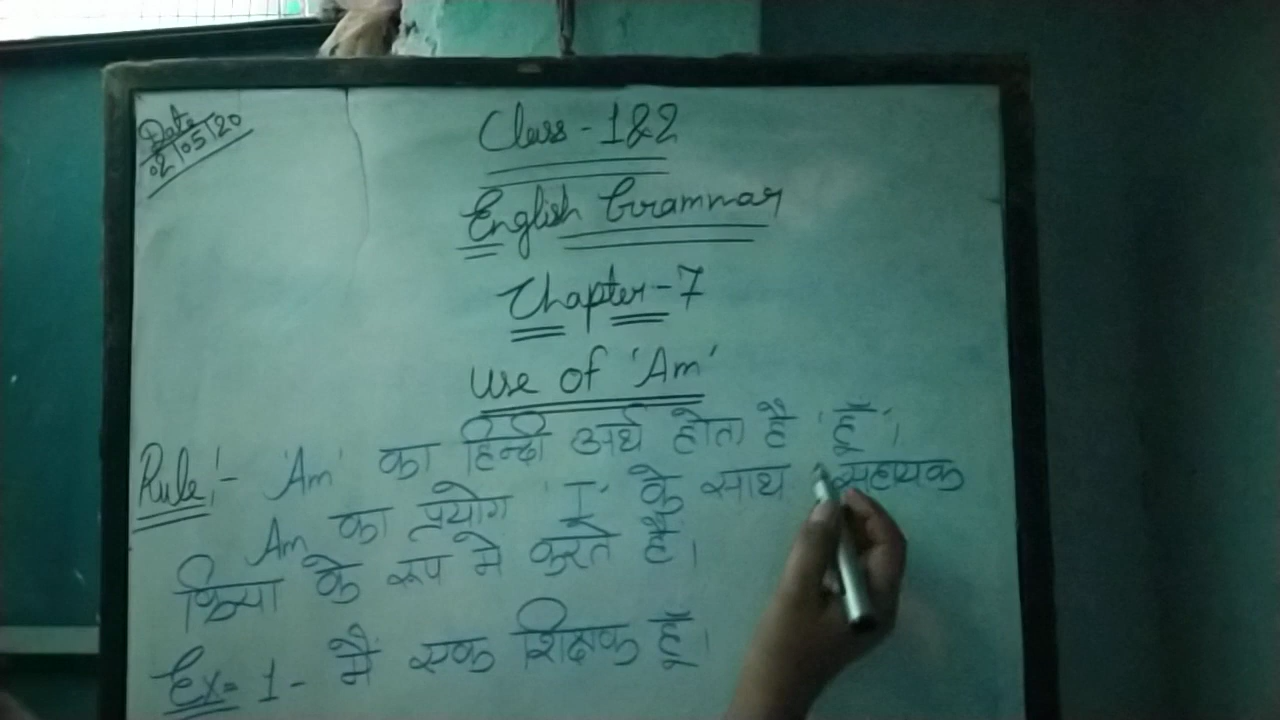 Date
02/05/20
Class - 1&2
English Grammar
Chapter - 7
Use of 'Am'
Rule:- 'Am' का हिन्दी अर्थ होता है 'हूँ'।
Am का प्रयोग 'I' के साथ सहायक
क्रिया के रूप मे करते है।
Ex= 1- मैं एक शिक्षक हूँ।